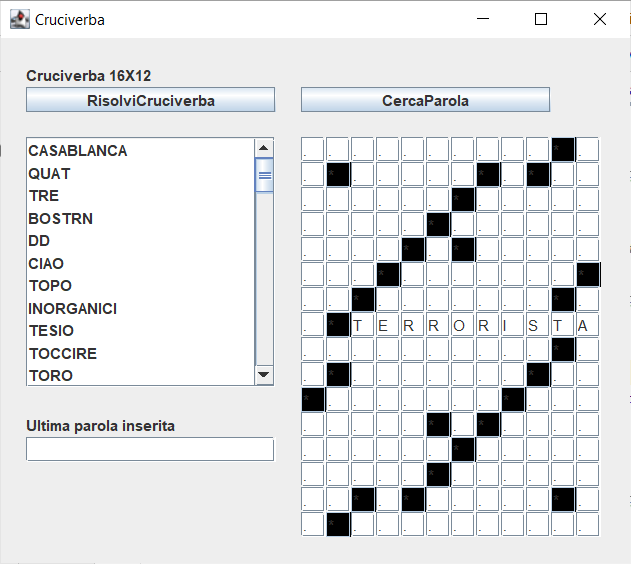 Cruciverba
Cruciverba 16X12
RisolviCruciverba
CercaParola
CASABLANCA
QUAT
TRE
BOSTRN
DD
CIAO
TOPO
INORGANICI
TESIO
TOCCIRE
TORO
Ultima parola inserita
. . . . . . . . . . * .
. * . . . . . * . * . .
. . . . . . * . . . . .
. . . . . * . . . . . .
. . . . * . * . . . . .
. . . * . . . . . . . *
. . * . . . . . . . * .
. * T E R R O R I S T A
. . . . . . . . . . * .
. * . . . . . . . * . .
* . . . . . . . * . . .
. . . . . * . * . . . .
. . . . . . * . . . . .
. . . . . * . . . . . .
. . * . * . . . . . * .
. * . . . . . . . . . .